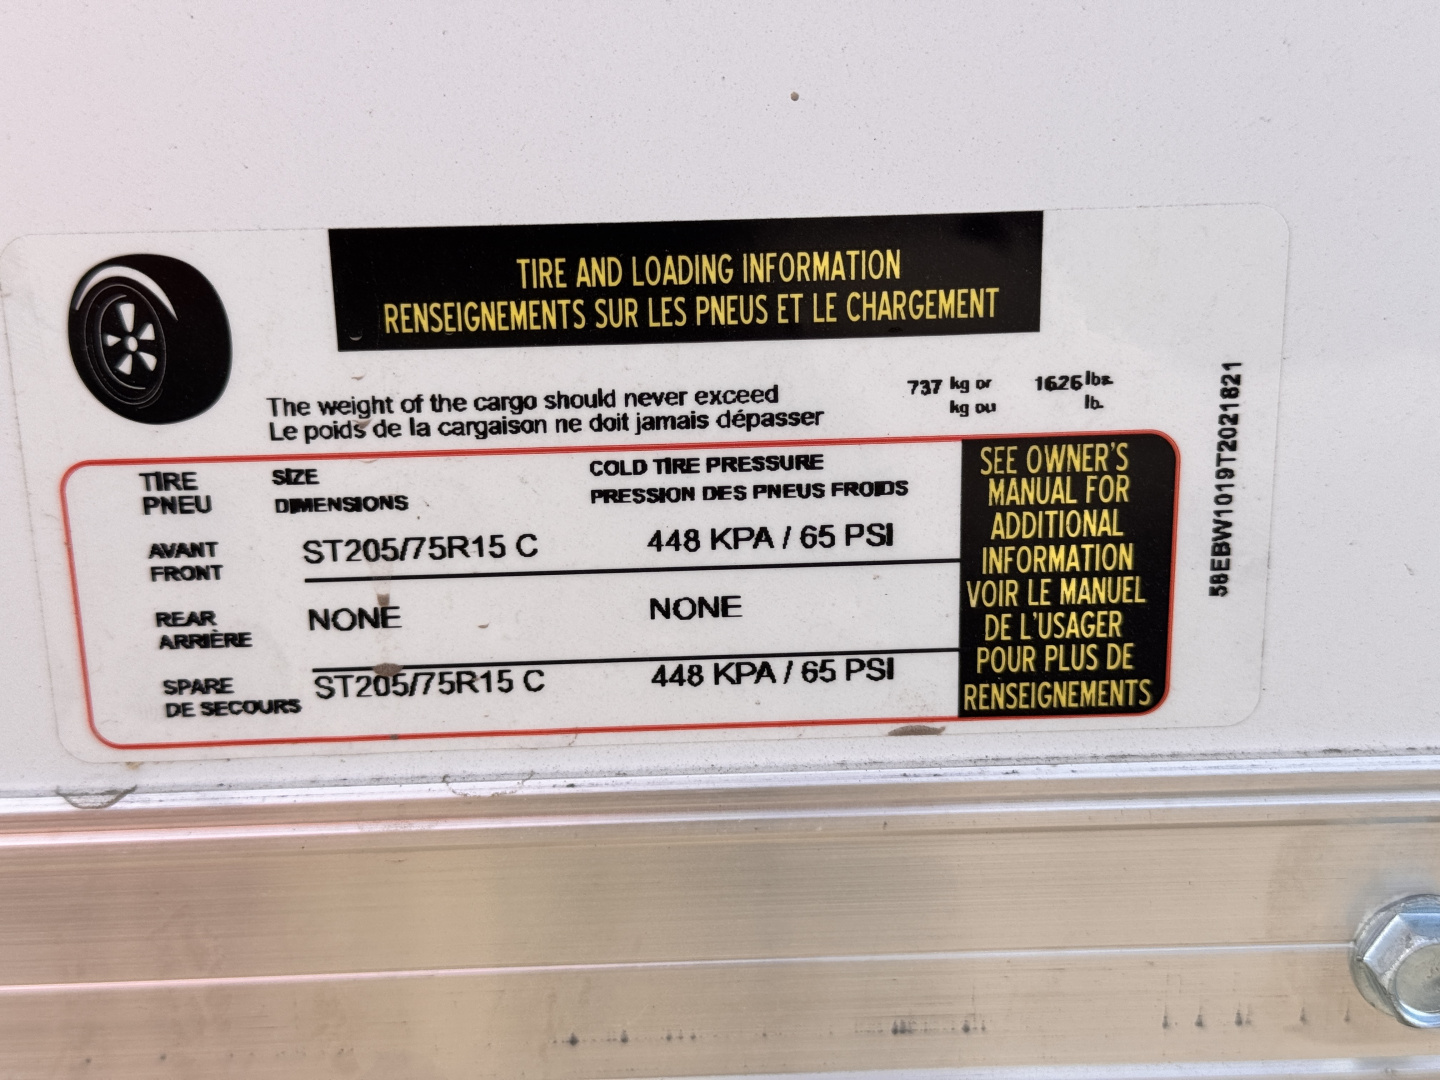 TIRE AND LOADING INFORMATION
RENSEIGNEMENTS SUR LES PNEUS ET LE CHARGEMENT
The weight of the cargo should never exceed 737 kg or 1626 lbs.
Le poids de la cargaison ne doit jamais dépasser kg ou lb.
TIRE SIZE COLD TIRE PRESSURE
PNEU DIMENSIONS PRESSION DES PNEUS FROIDS
AVANT
FRONT ST205/75R15 C 448 KPA / 65 PSI
REAR
ARRIÈRE NONE NONE
SPARE
DE SECOURS ST205/75R15 C 448 KPA / 65 PSI
SEE OWNER'S
MANUAL FOR
ADDITIONAL
INFORMATION
VOIR LE MANUEL
DE L'USAGER
POUR PLUS DE
RENSEIGNEMENTS
58EBW1019T2021821